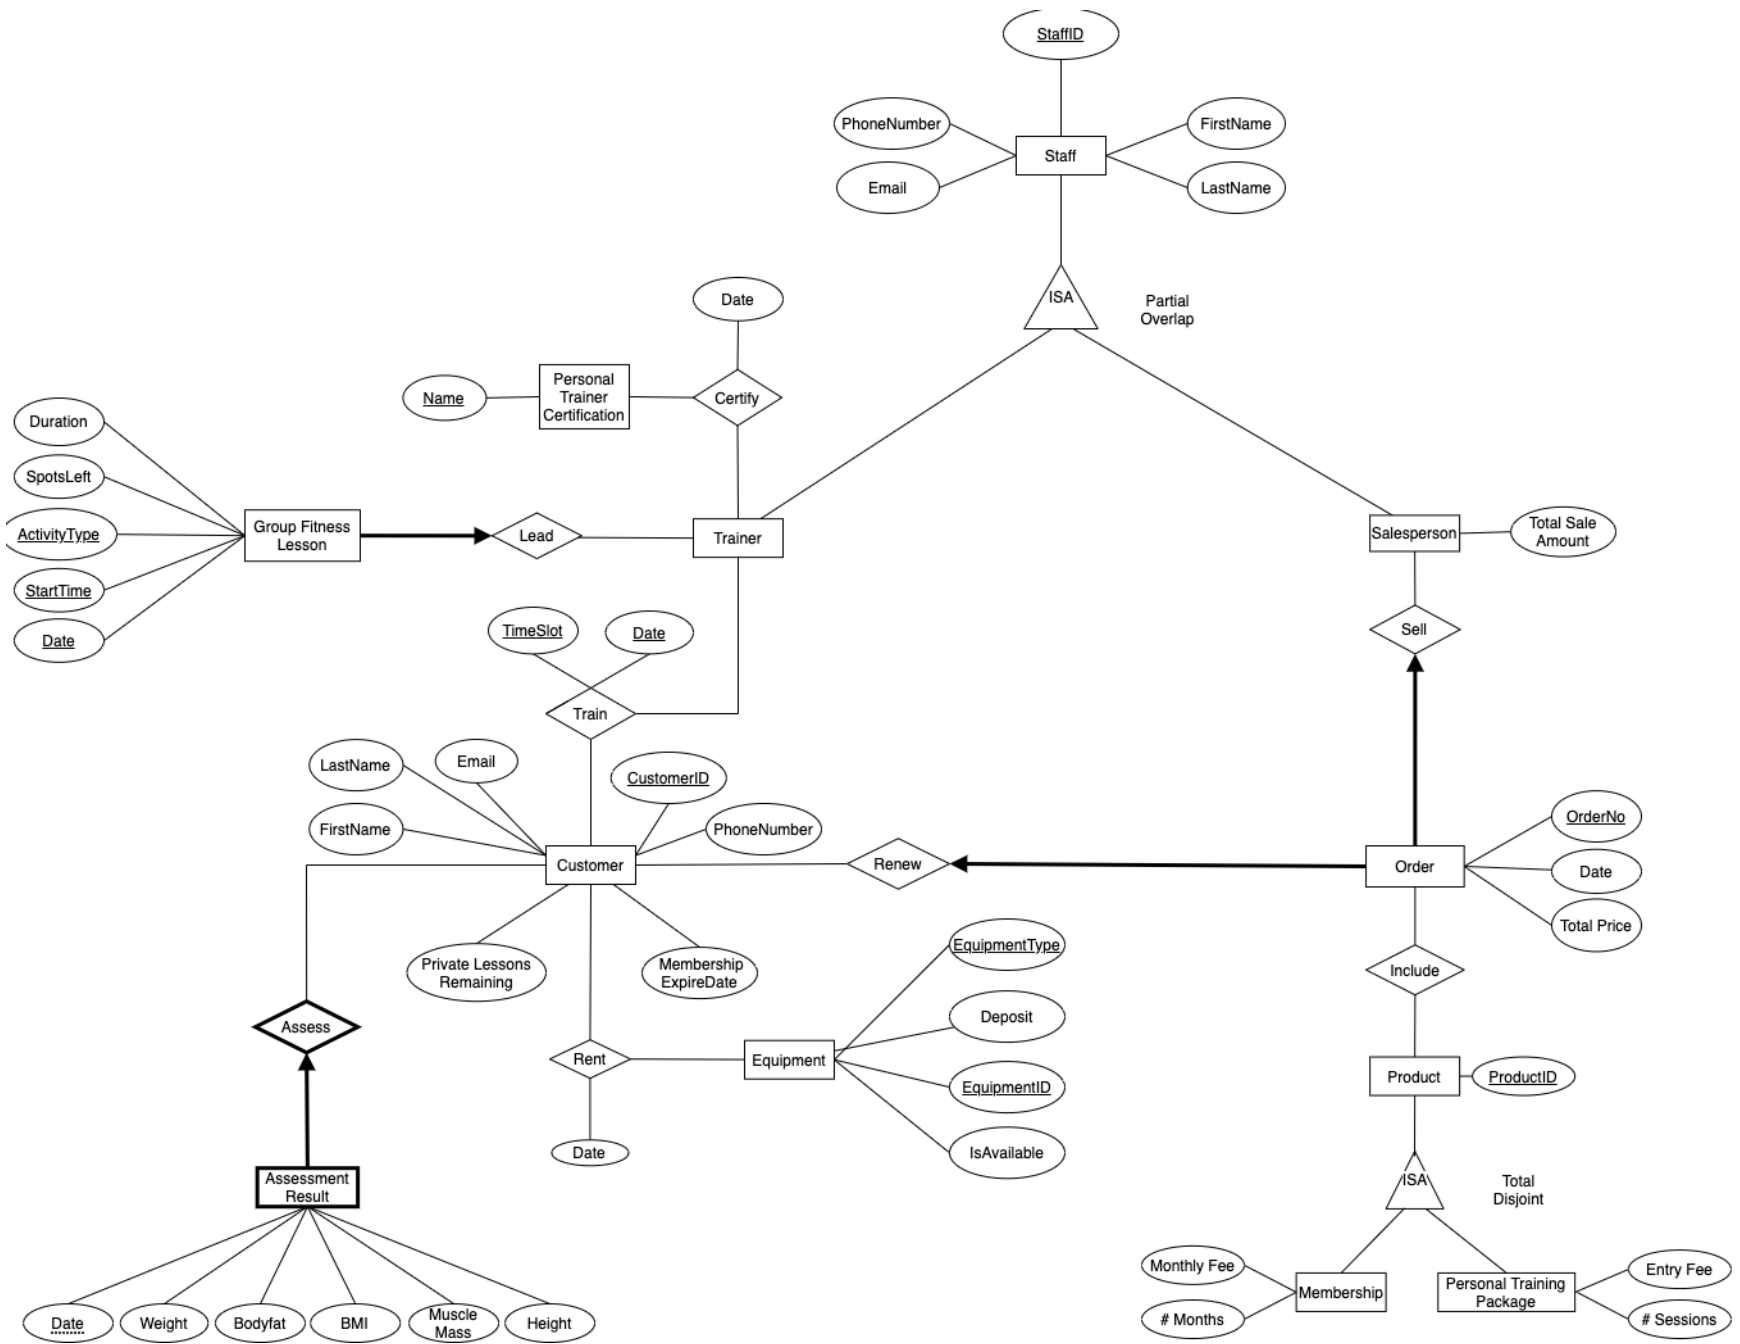 StaffID
PhoneNumber
FirstName
Staff
Email
LastName
ISA
Partial
Overlap
Date
Personal
Trainer
Certification
Name
Certify
Duration
SpotsLeft
ActivityType
StartTime
Date
Group Fitness
Lesson
Lead
Trainer
Salesperson
Total Sale
Amount
TimeSlot
Date
Sell
Train
LastName
Email
CustomerID
FirstName
PhoneNumber
Customer
Renew
Order
OrderNo
Date
Total Price
Private Lessons
Remaining
Membership
ExpireDate
EquipmentType
Deposit
EquipmentID
IsAvailable
Include
Assess
Rent
Equipment
Date
Product
ProductID
Assessment
Result
ISA
Total
Disjoint
Monthly Fee
# Months
Membership
Personal Training
Package
Entry Fee
# Sessions
Date
Weight
Bodyfat
BMI
Muscle
Mass
Height